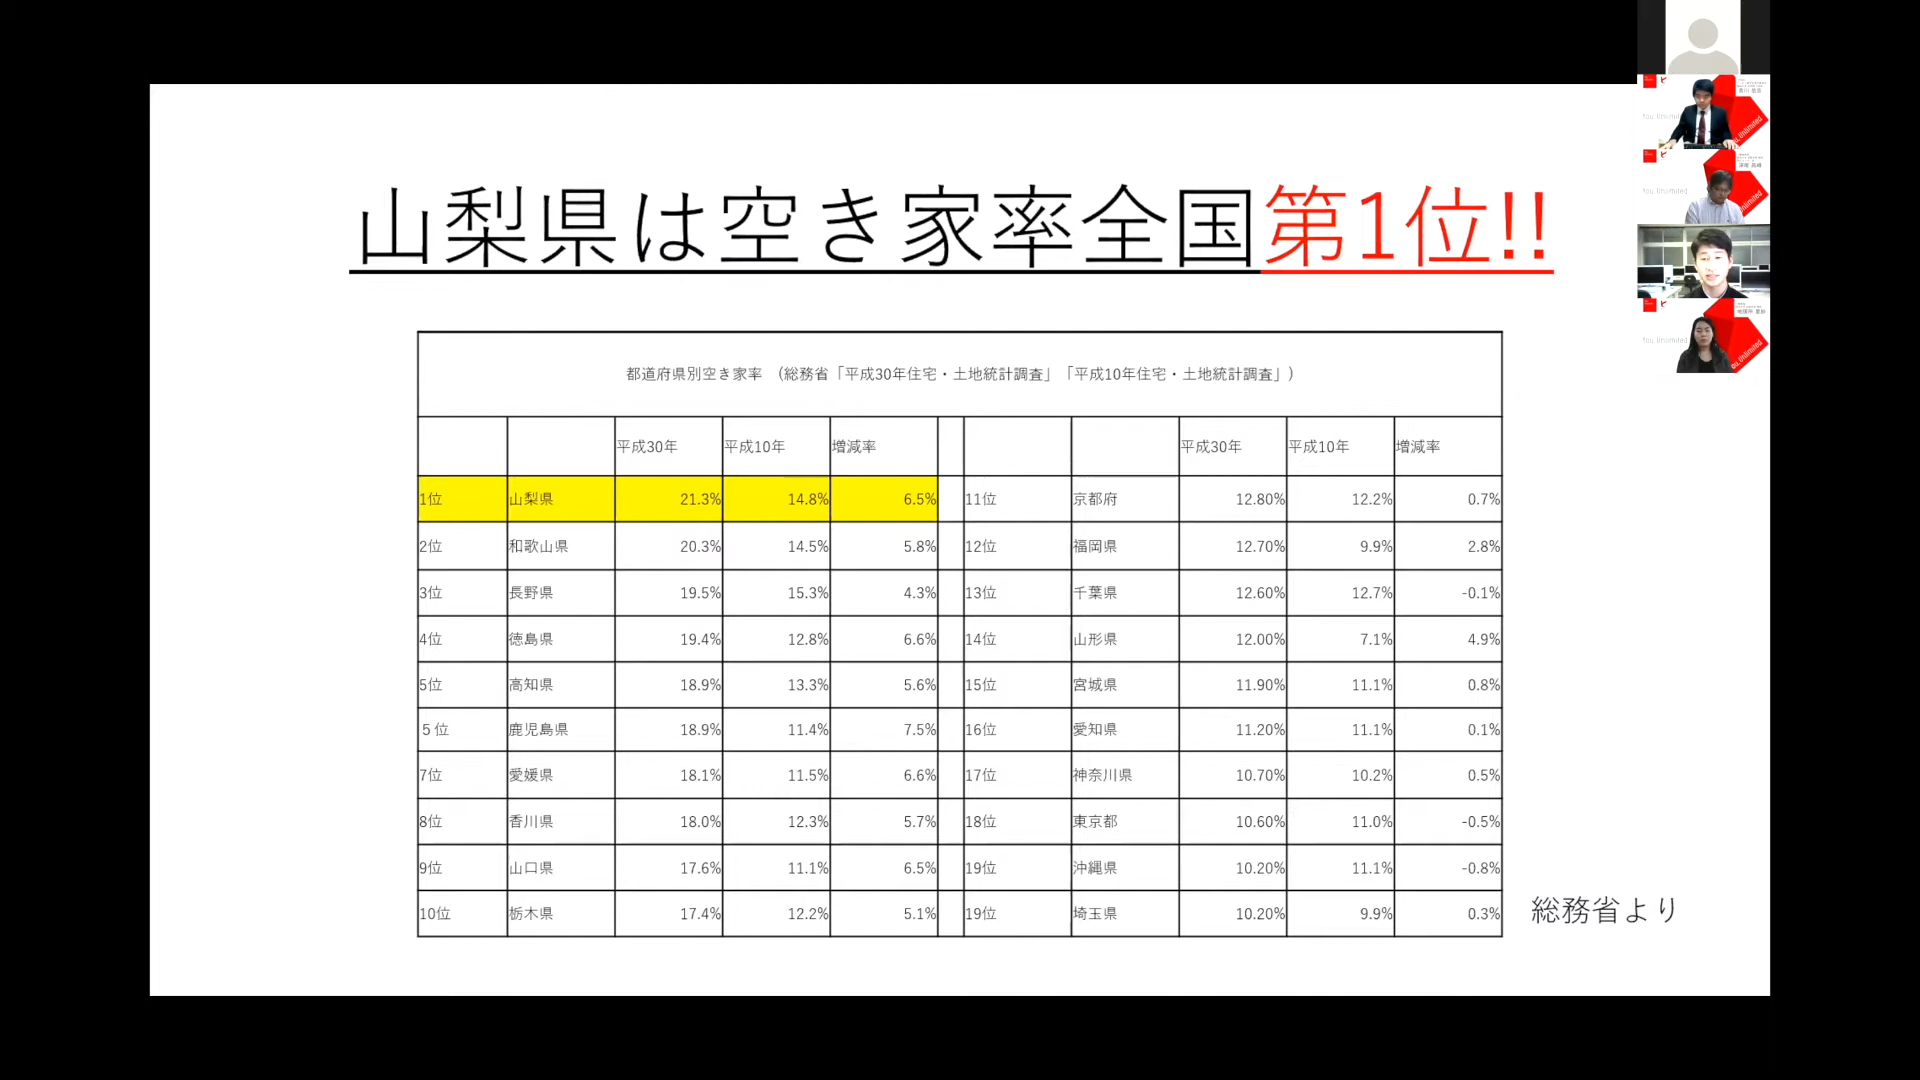 山梨県は空き家率全国第1位!!
都道府県別空き家率 (総務省「平成30年住宅・土地統計調査」「平成10年住宅・土地統計調査」)
平成30年 平成10年 増減率 平成30年 平成10年 増減率
1位 山梨県 21.3% 14.8% 6.5% 11位 京都府 12.80% 12.2% 0.7%
2位 和歌山県 20.3% 14.5% 5.8% 12位 福岡県 12.70% 9.9% 2.8%
3位 長野県 19.5% 15.3% 4.3% 13位 千葉県 12.60% 12.7% -0.1%
4位 徳島県 19.4% 12.8% 6.6% 14位 山形県 12.00% 7.1% 4.9%
5位 高知県 18.9% 13.3% 5.6% 15位 宮城県 11.90% 11.1% 0.8%
５位 鹿児島県 18.9% 11.4% 7.5% 16位 愛知県 11.20% 11.1% 0.1%
7位 愛媛県 18.1% 11.5% 6.6% 17位 神奈川県 10.70% 10.2% 0.5%
8位 香川県 18.0% 12.3% 5.7% 18位 東京都 10.60% 11.0% -0.5%
9位 山口県 17.6% 11.1% 6.5% 19位 沖縄県 10.20% 11.1% -0.8%
10位 栃木県 17.4% 12.2% 5.1% 19位 埼玉県 10.20% 9.9% 0.3%
総務省より
You, Unlimited